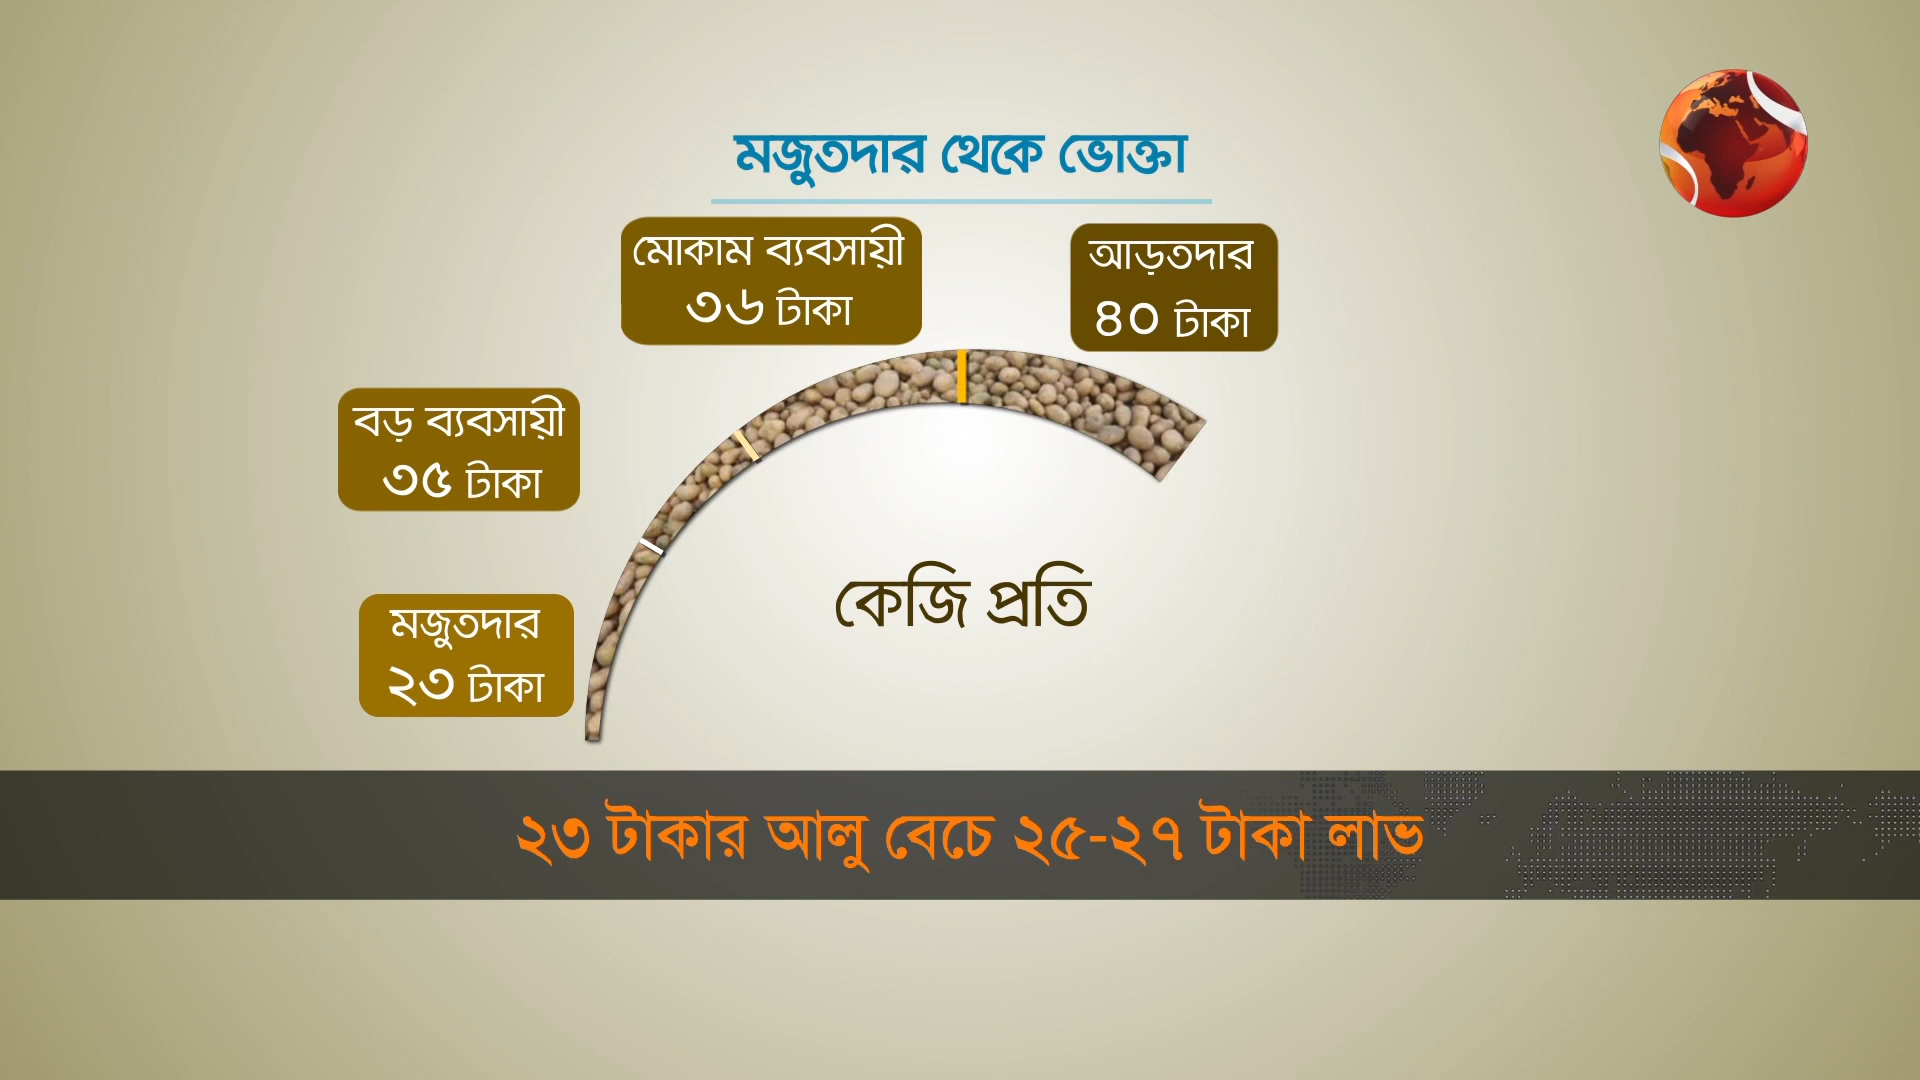 মজুতদার থেকে ভোক্তা
মোকাম ব্যবসায়ী
৩৬ টাকা
আড়তদার
৪০ টাকা
বড় ব্যবসায়ী
৩৫ টাকা
মজুতদার
২৩ টাকা
কেজি প্রতি
২৩ টাকার আলু বেচে ২৫-২৭ টাকা লাভ